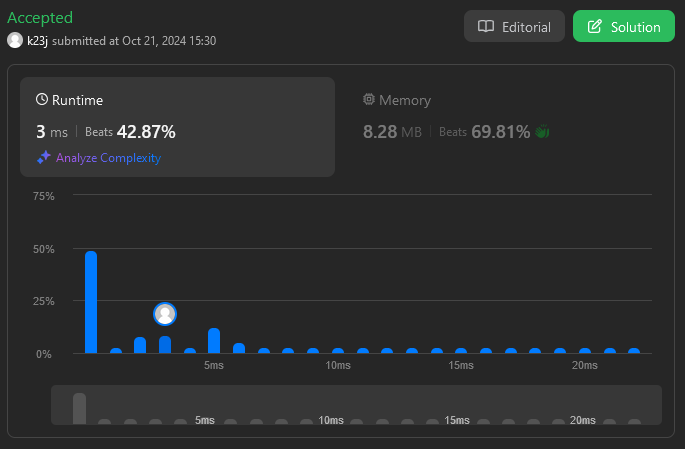 Accepted
k23j submitted at Oct 21, 2024 15:30
Editorial
Solution
Runtime
3 ms | Beats 42.87%
Analyze Complexity
Memory
8.28 MB | Beats 69.81%
75%
50%
25%
0%
5ms 10ms 15ms 20ms
5ms 10ms 15ms 20ms